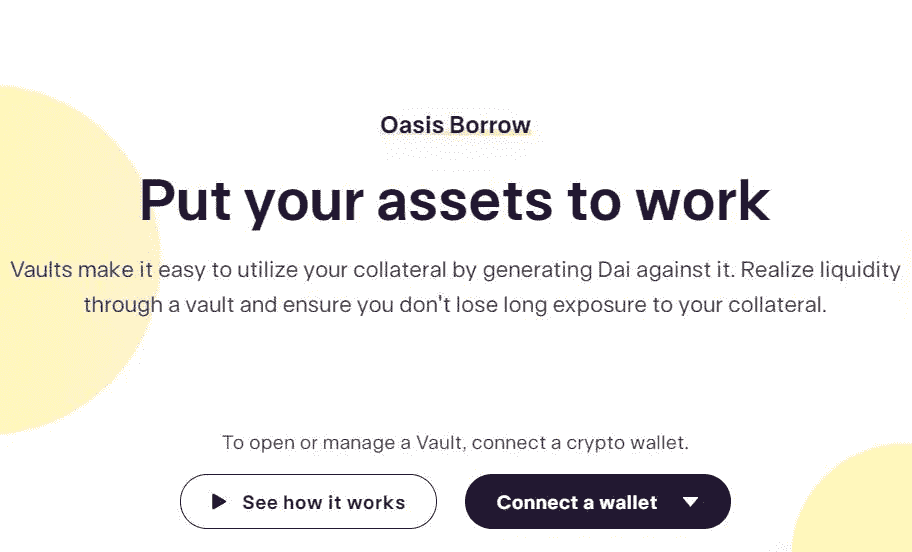 Oasis Borrow
Put your assets to work
Vaults make it easy to utilize your collateral by generating Dai against it. Realize liquidity
through a vault and ensure you don't lose long exposure to your collateral.
To open or manage a Vault, connect a crypto wallet.
See how it works
Connect a wallet